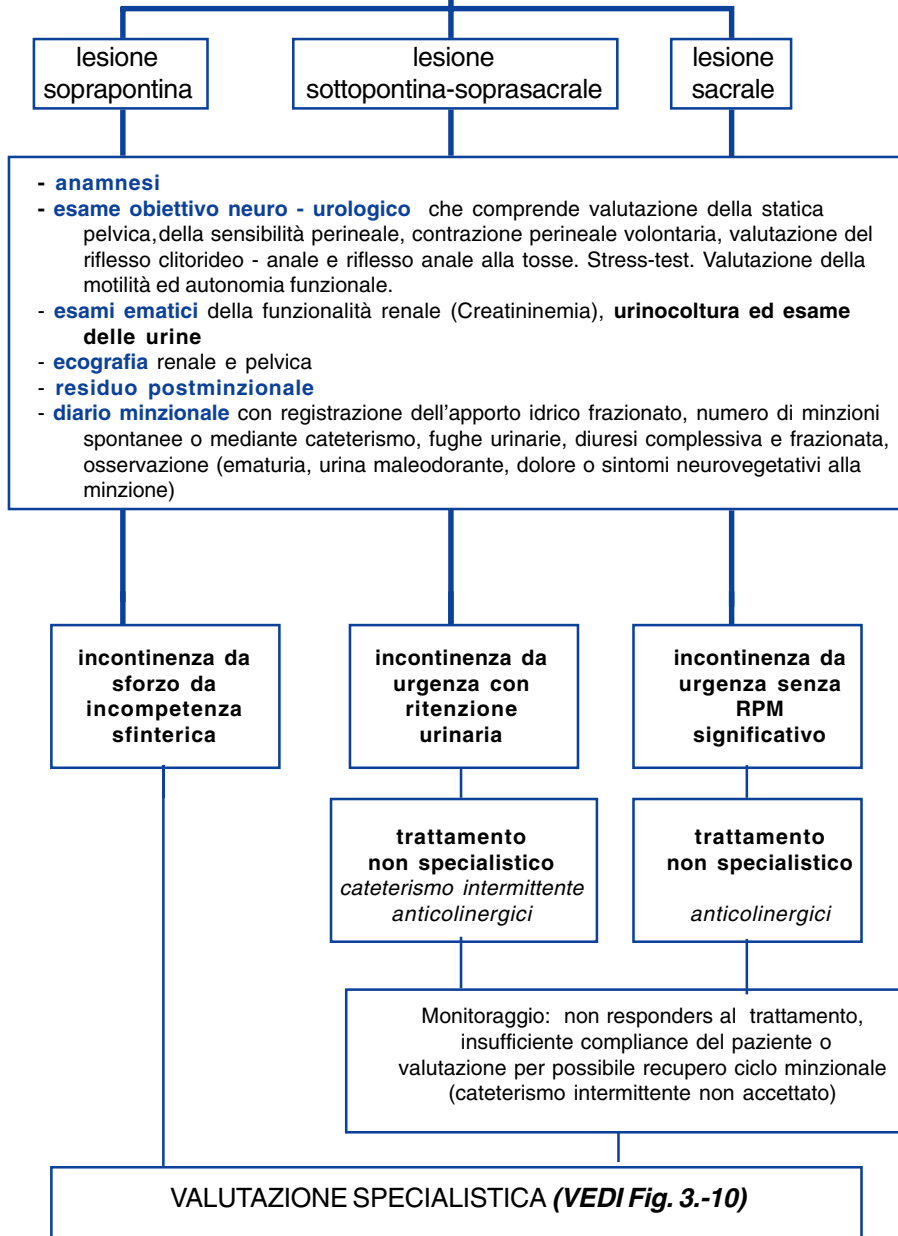 lesione
soprapontina
lesione
sottopontina-soprasacrale
lesione
sacrale
- anamnesi
- esame obiettivo neuro - urologico che comprende valutazione della statica
pelvica,della sensibilità perineale, contrazione perineale volontaria, valutazione del
riflesso clitorideo - anale e riflesso anale alla tosse. Stress-test. Valutazione della
motilità ed autonomia funzionale.
- esami ematici della funzionalità renale (Creatininemia), urinocoltura ed esame
delle urine
- ecografia renale e pelvica
- residuo postminzionale
- diario minzionale con registrazione dell'apporto idrico frazionato, numero di minzioni
spontanee o mediante cateterismo, fughe urinarie, diuresi complessiva e frazionata,
osservazione (ematuria, urina maleodorante, dolore o sintomi neurovegetativi alla
minzione)
incontinenza da
sforzo da
incompetenza
sfinterica
incontinenza da
urgenza con
ritenzione
urinaria
incontinenza da
urgenza senza
RPM
significativo
trattamento
non specialistico
cateterismo intermittente
anticolinergici
trattamento
non specialistico
anticolinergici
Monitoraggio: non responders al trattamento,
insufficiente compliance del paziente o
valutazione per possibile recupero ciclo minzionale
(cateterismo intermittente non accettato)
VALUTAZIONE SPECIALISTICA (VEDI Fig. 3.-10)